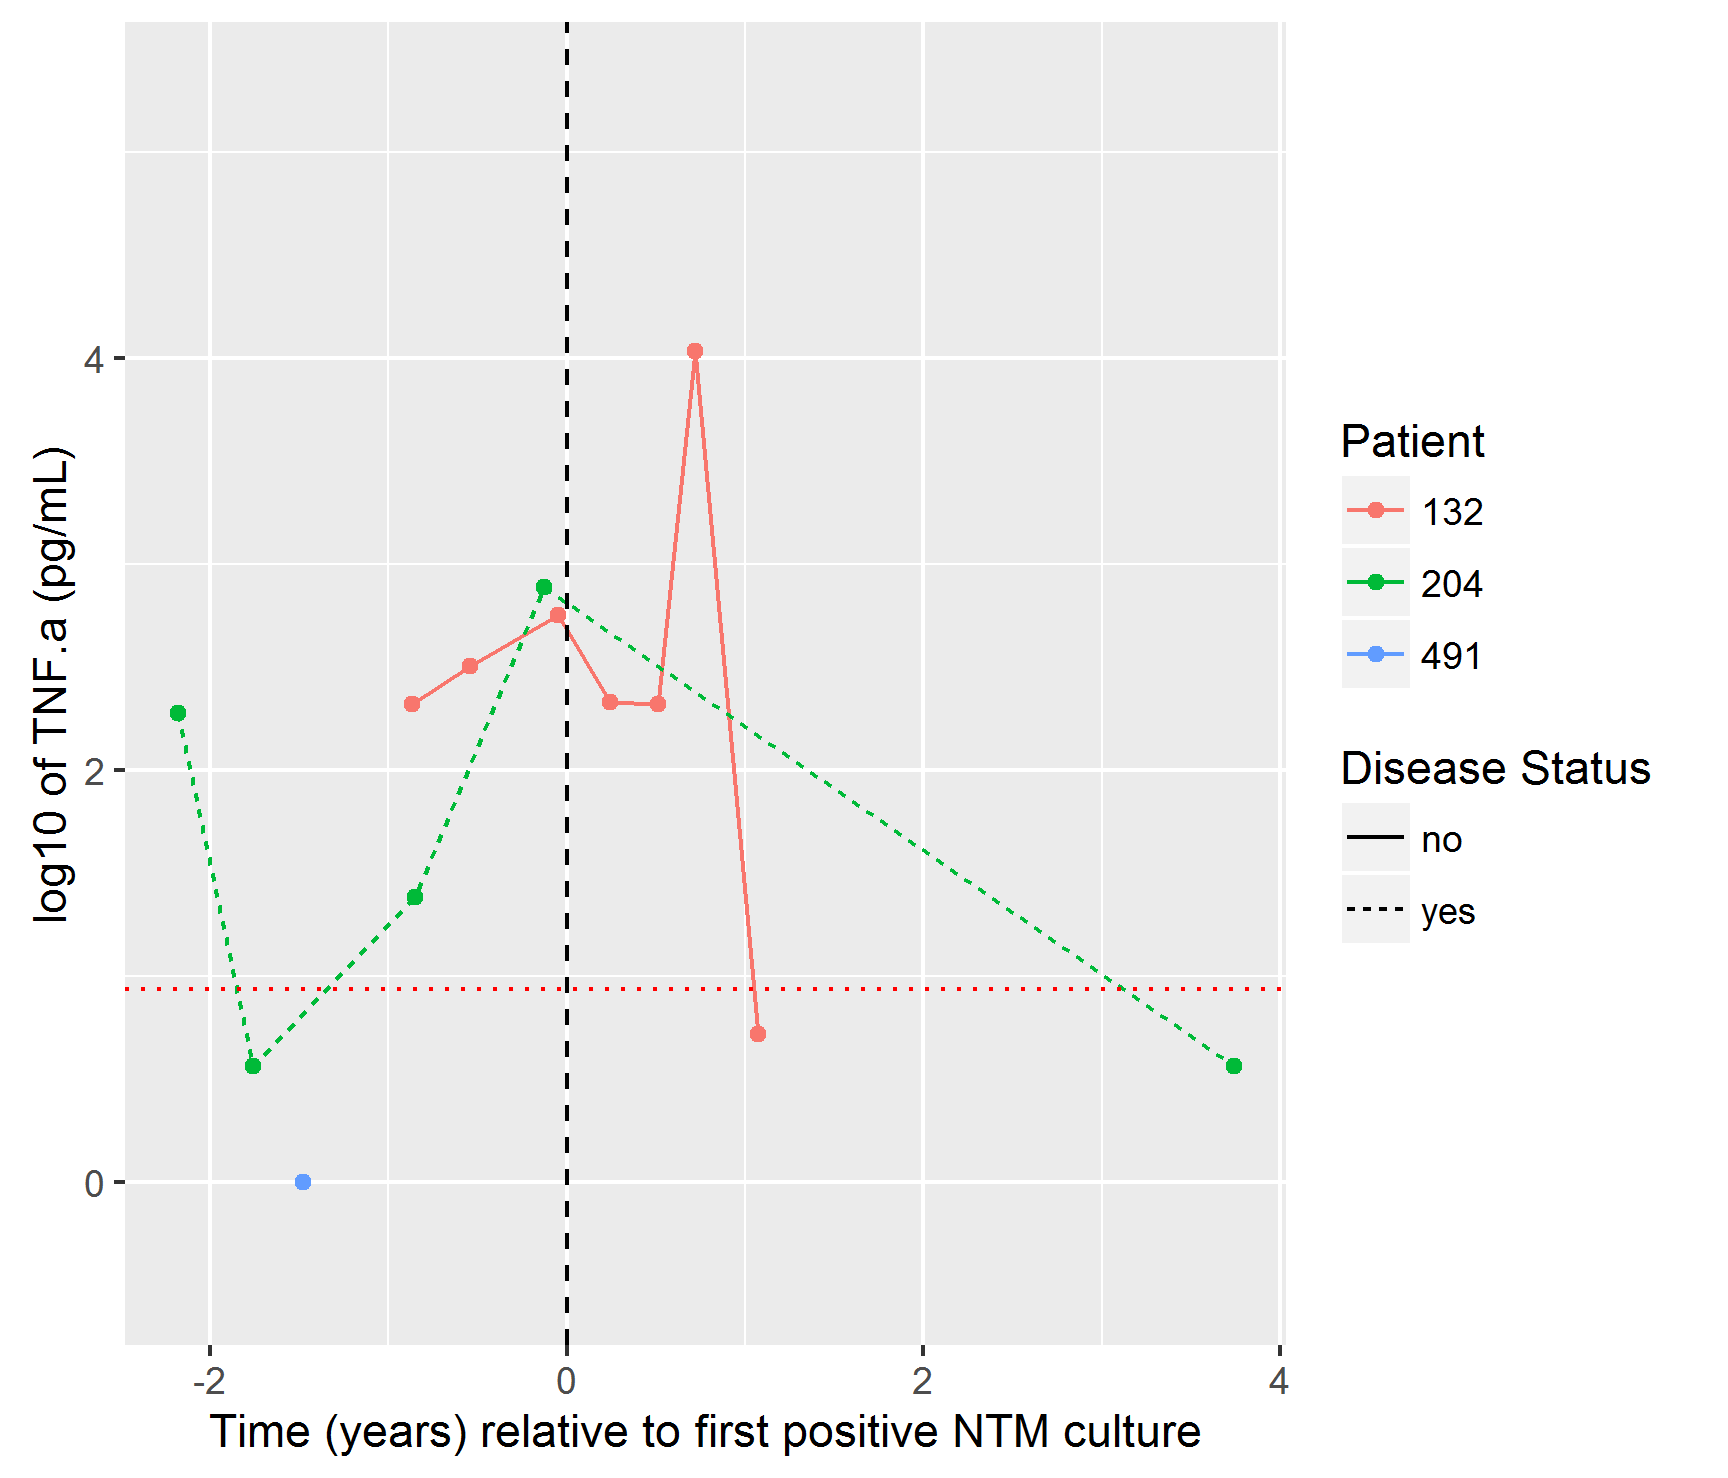 log10 of TNF.a (pg/mL)
4
2
0
-2
0
2
4
Time (years) relative to first positive NTM culture
Patient
132
204
491
Disease Status
no
yes